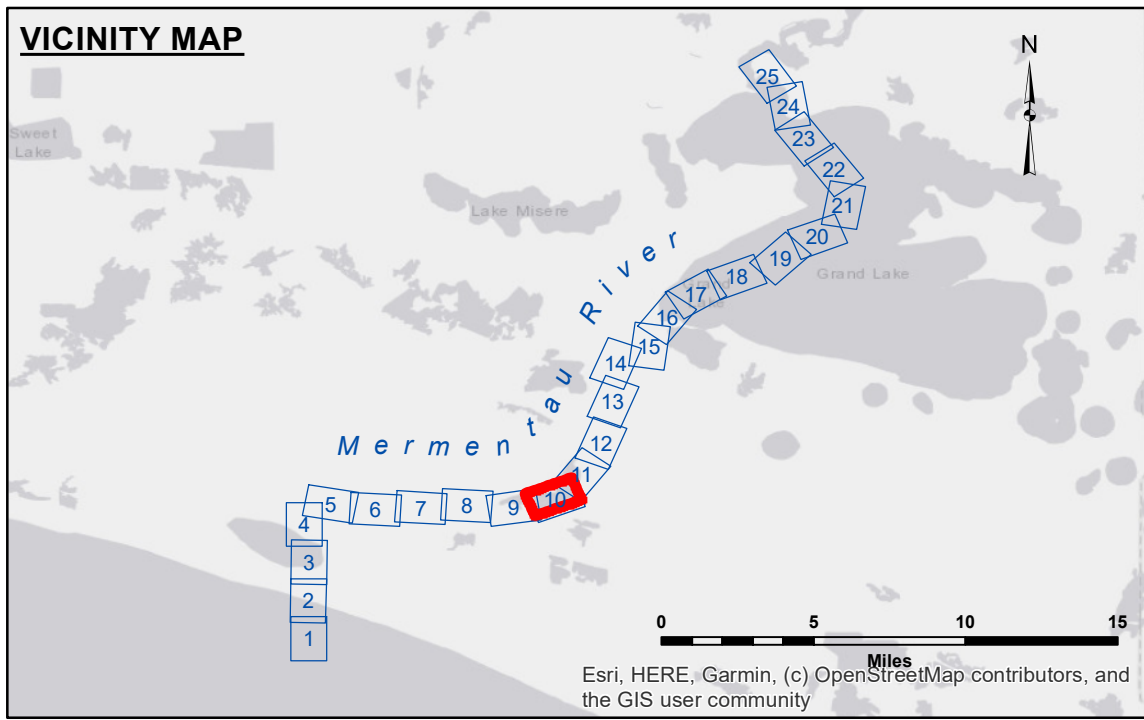 VICINITY MAP
N
25
24
23
22
21
20
19
18
17
16
15
14
13
12
11
10
9
8
7
6
5
4
3
2
1
Sweet
Lake
Lake Misere
Grand Lake
Grand
Lake
Mermentau River
0 5 10 15
Miles
Esri, HERE, Garmin, (c) OpenStreetMap contributors, and
the GIS user community